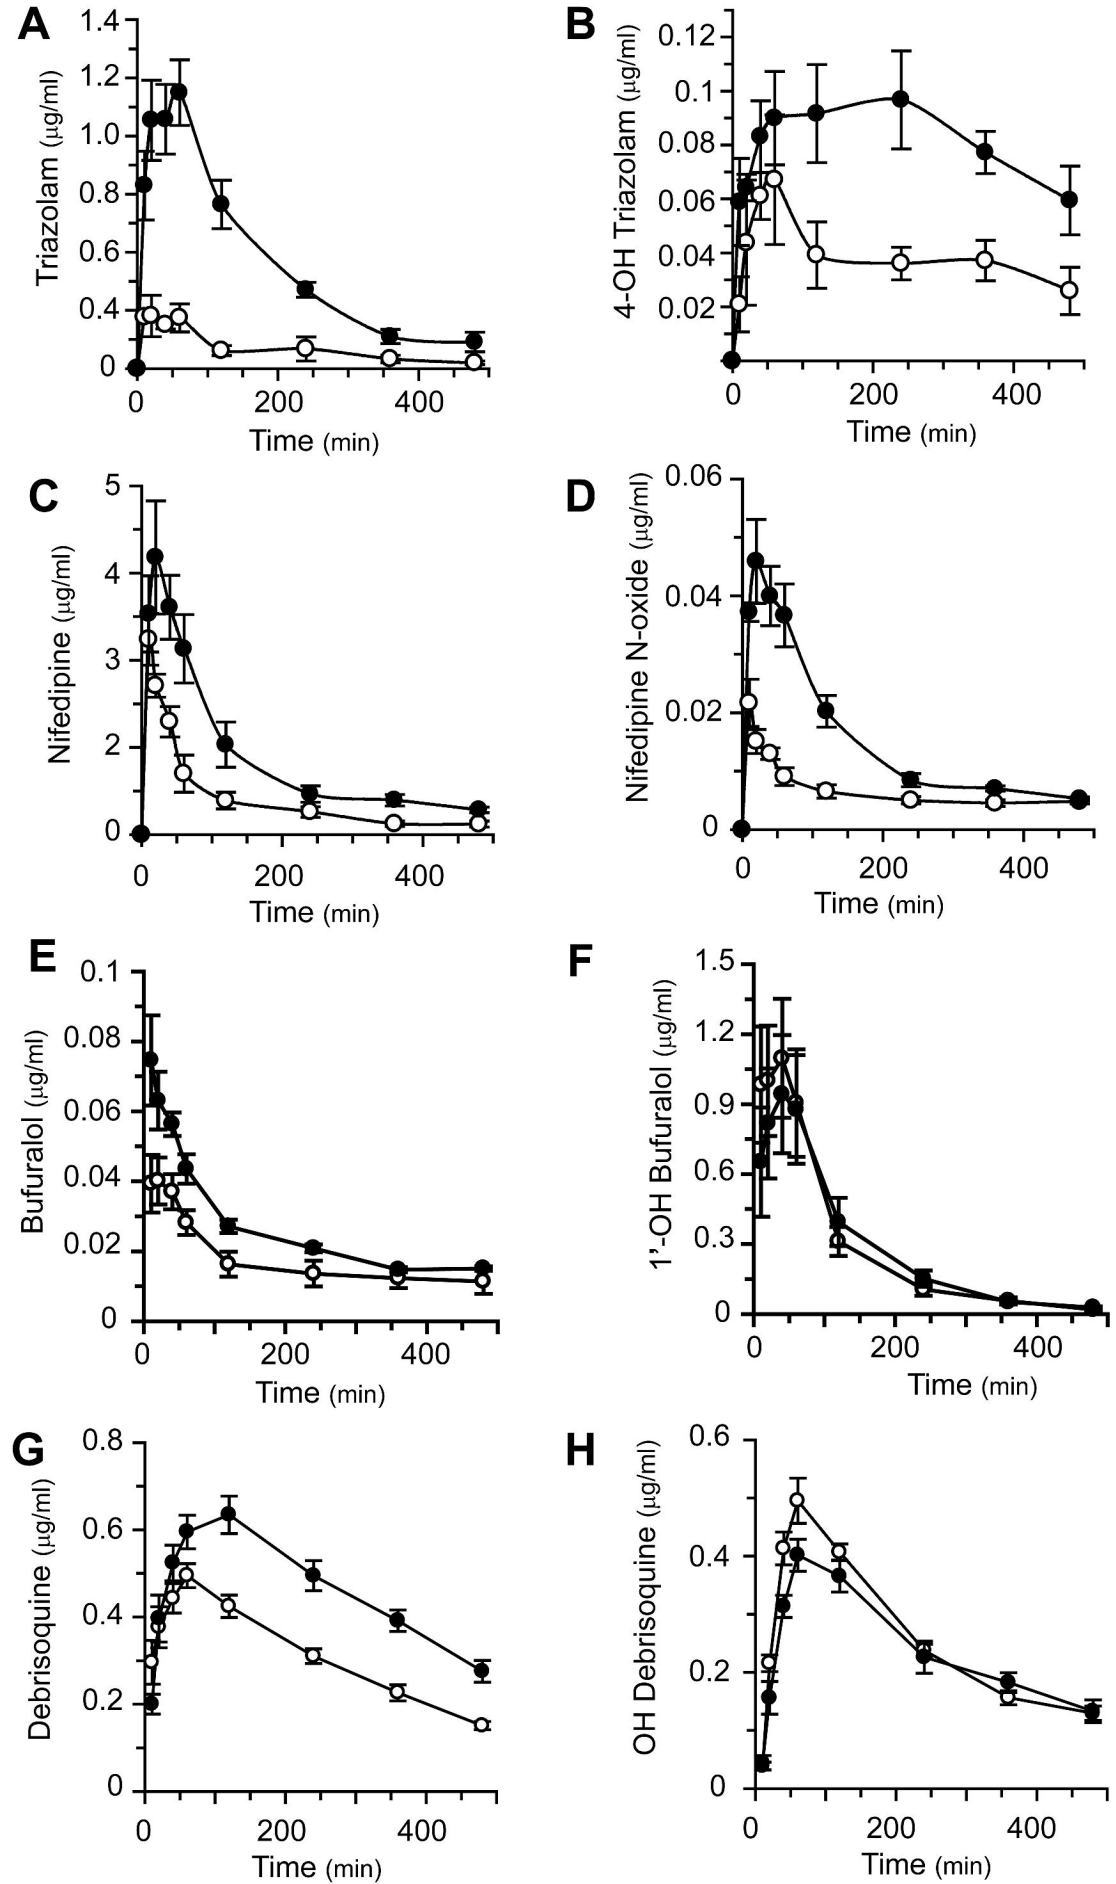 A
Triazolam (µg/ml)
1.4
1.2
1.0
0.8
0.6
0.4
0
0 200 400
Time (min)
B
4-OH Triazolam (µg/ml)
0.12
0.1
0.08
0.06
0.04
0.02
0 200 400
Time (min)
C
Nifedipine (µg/ml)
5
4
3
2
0
0 200 400
Time (min)
D
Nifedipine N-oxide (µg/ml)
0.06
0.04
0.02
0
0 200 400
Time (min)
E
Bufuralol (µg/ml)
0.1
0.08
0.06
0.04
0.02
0
0 200 400
Time (min)
F
1’-OH Bufuralol (µg/ml)
1.5
1.2
0.9
0.6
0.3
0
0 200 400
Time (min)
G
Debrisoquine (µg/ml)
0.8
0.6
0.4
0.2
0
0 200 400
Time (min)
H
OH Debrisoquine (µg/ml)
0.6
0.4
0.2
0
0 200 400
Time (min)